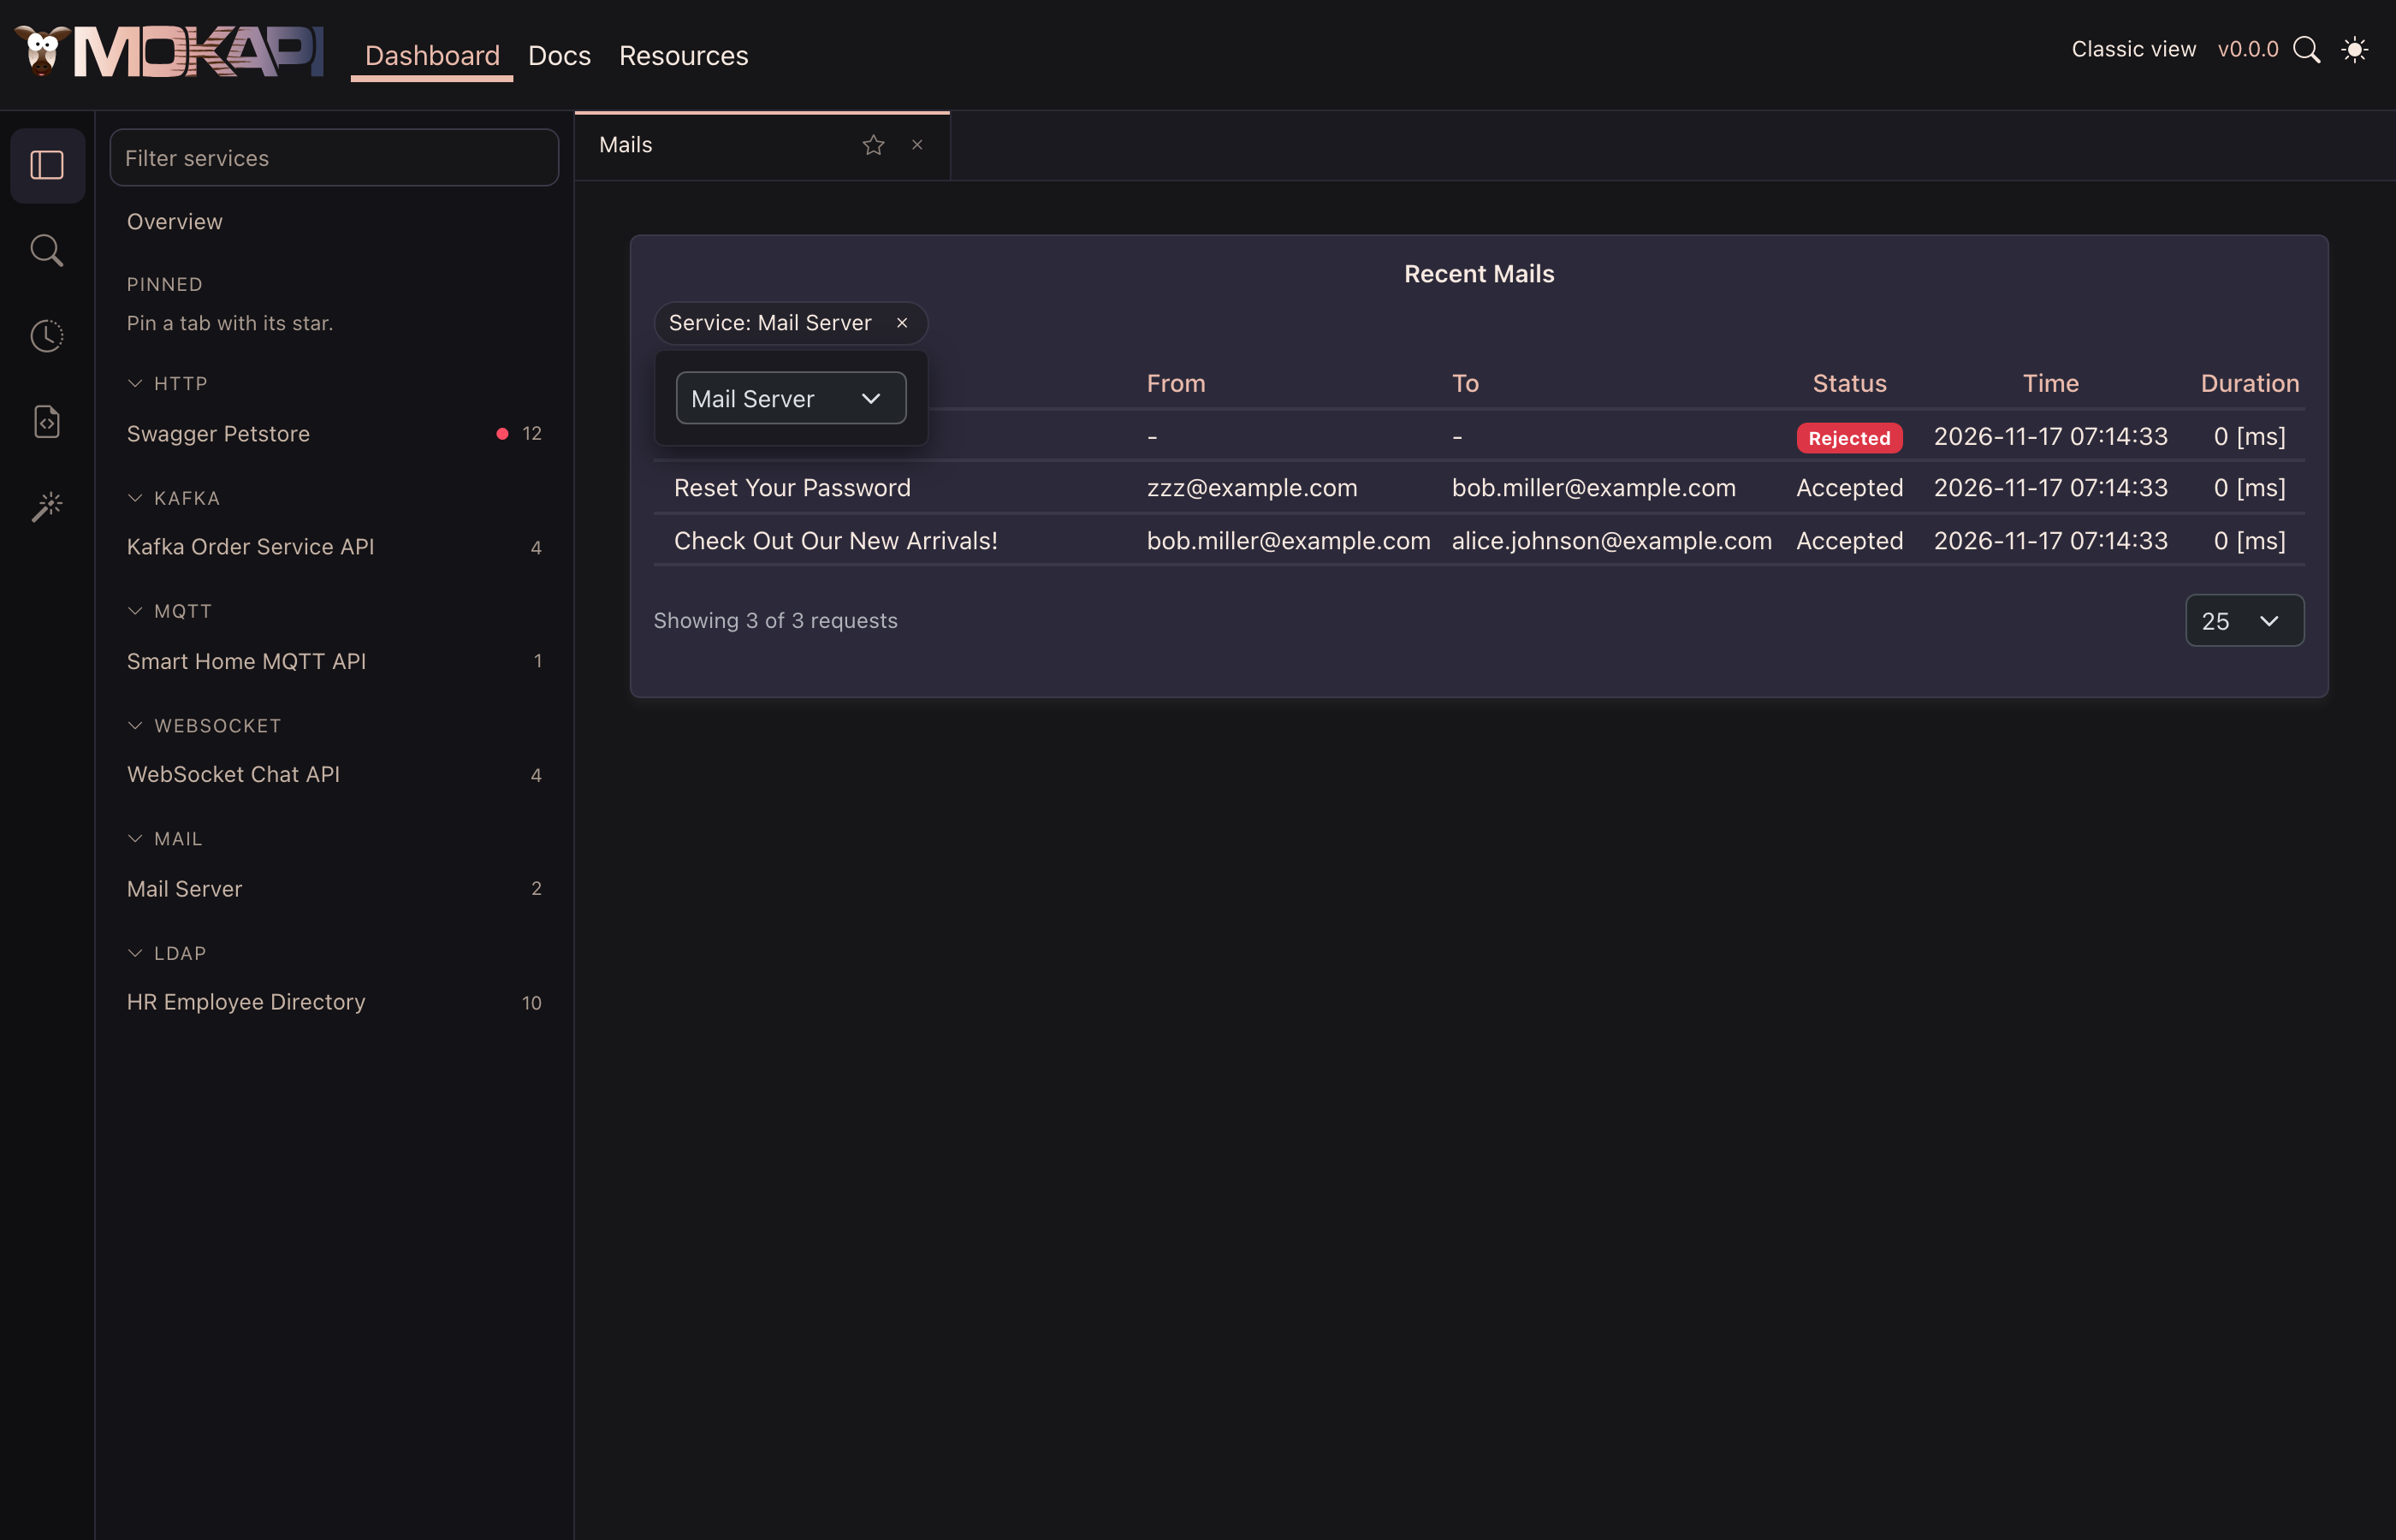 MOKAPI
Dashboard Docs Resources
Classic view v0.0.0
Filter services
Overview
PINNED
Pin a tab with its star.
HTTP
Swagger Petstore 12
KAFKA
Kafka Order Service API 4
MQTT
Smart Home MQTT API 1
WEBSOCKET
WebSocket Chat API 4
MAIL
Mail Server 2
LDAP
HR Employee Directory 10
Mails
Recent Mails
Service: Mail Server
Mail Server
From To Status Time Duration
- - Rejected 2026-11-17 07:14:33 0 [ms]
Reset Your Password zzz@example.com bob.miller@example.com Accepted 2026-11-17 07:14:33 0 [ms]
Check Out Our New Arrivals! bob.miller@example.com alice.johnson@example.com Accepted 2026-11-17 07:14:33 0 [ms]
Showing 3 of 3 requests
25